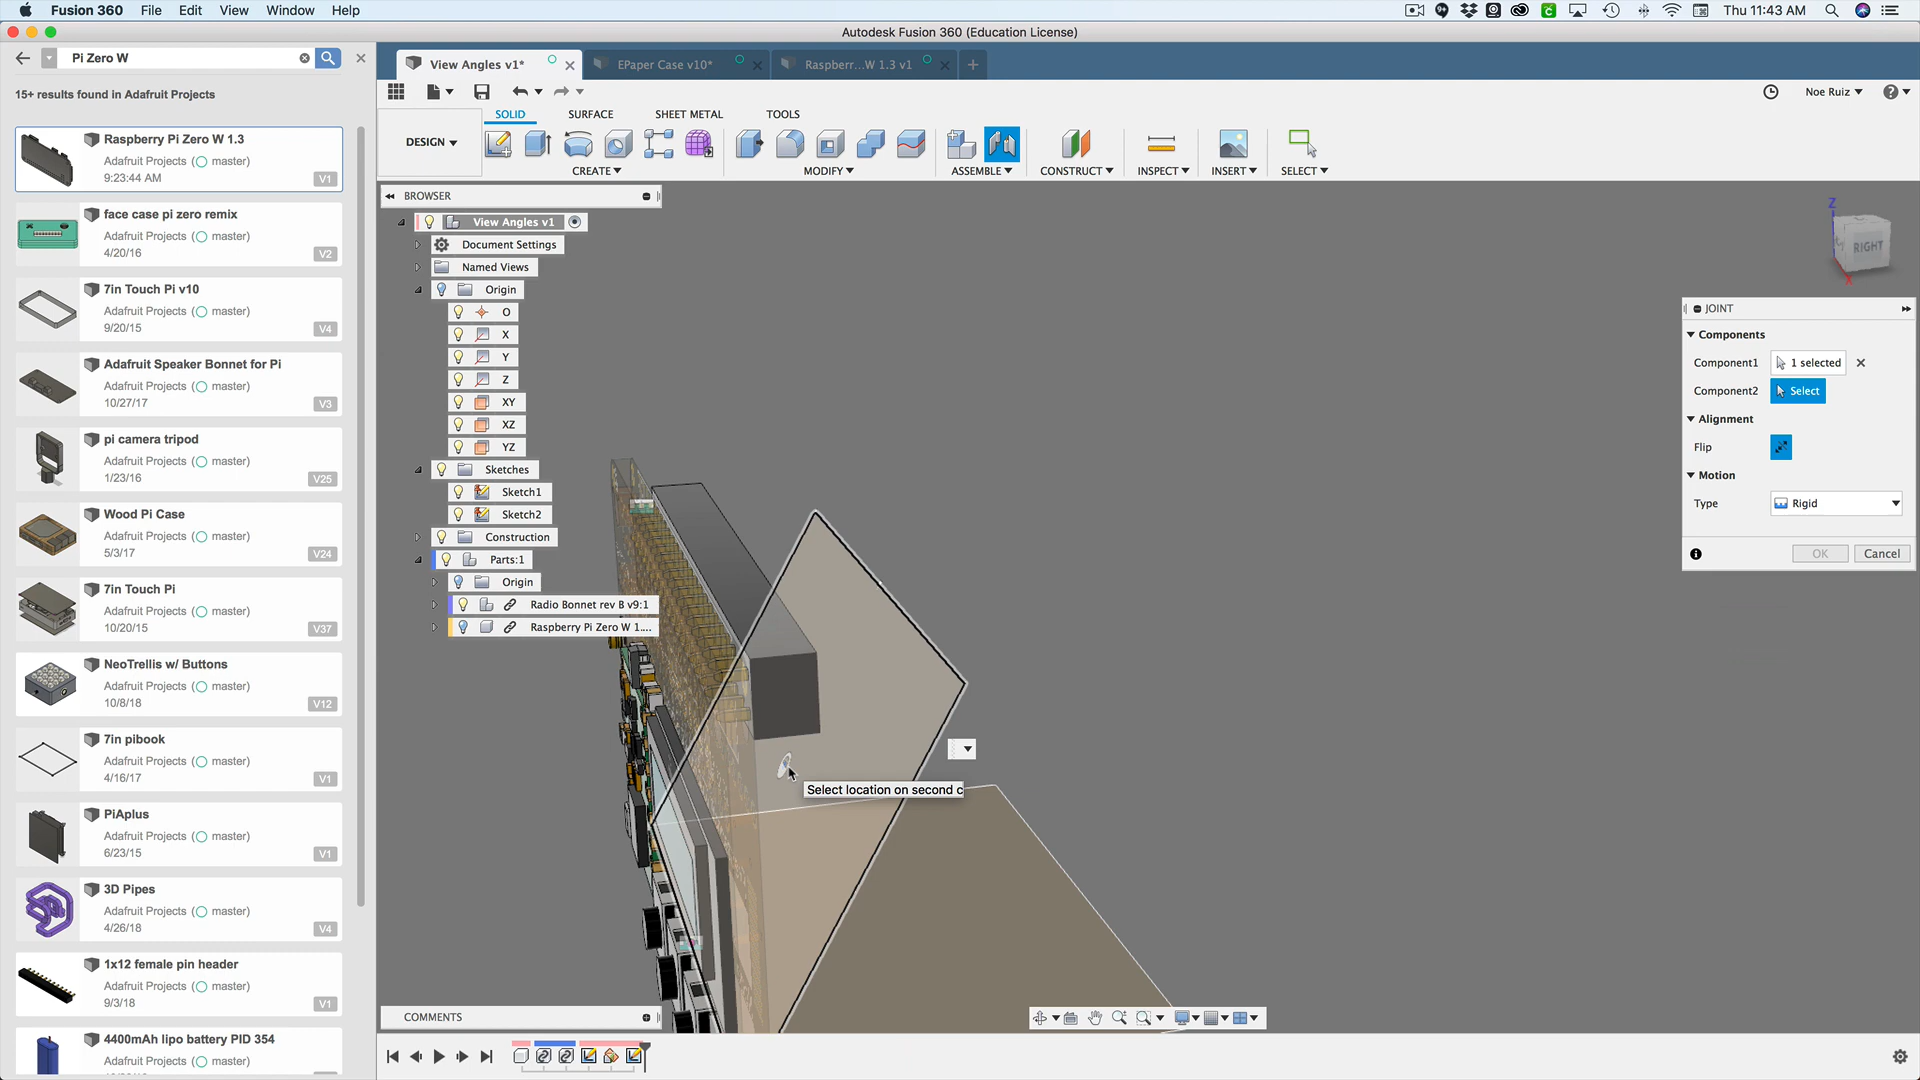 Fusion 360 File Edit View Window Help
Thu 11:43 AM
Autodesk Fusion 360 (Education License)
Pi Zero W
15+ results found in Adafruit Projects
Raspberry Pi Zero W 1.3
Adafruit Projects (master)
9:23:44 AM V1
face case pi zero remix
Adafruit Projects (master)
4/20/16 V2
7in Touch Pi v10
Adafruit Projects (master)
9/20/15 V4
Adafruit Speaker Bonnet for Pi
Adafruit Projects (master)
10/27/17 V3
pi camera tripod
Adafruit Projects (master)
1/23/16 V25
Wood Pi Case
Adafruit Projects (master)
5/3/17 V24
7in Touch Pi
Adafruit Projects (master)
10/20/15 V37
NeoTrellis w/ Buttons
Adafruit Projects (master)
10/8/18 V12
7in pibook
Adafruit Projects (master)
4/16/17 V1
PiAplus
Adafruit Projects (master)
6/23/15 V1
3D Pipes
Adafruit Projects (master)
4/26/18 V4
1x12 female pin header
Adafruit Projects (master)
9/3/18 V1
4400mAh lipo battery PID 354
Adafruit Projects (master)
View Angles v1* EPaper Case v10* Raspberr...W 1.3 v1
Noe Ruiz
SOLID SURFACE SHEET METAL TOOLS
DESIGN
CREATE MODIFY ASSEMBLE CONSTRUCT INSPECT INSERT SELECT
BROWSER
View Angles v1
Document Settings
Named Views
Origin
O
X
Y
Z
XY
XZ
YZ
Sketches
Sketch1
Sketch2
Construction
Parts:1
Origin
Radio Bonnet rev B v9:1
Raspberry Pi Zero W 1....
Z
RIGHT
X
JOINT
Components
Component1 1 selected
Component2 Select
Alignment
Flip
Motion
Type Rigid
OK Cancel
Select location on second c
COMMENTS